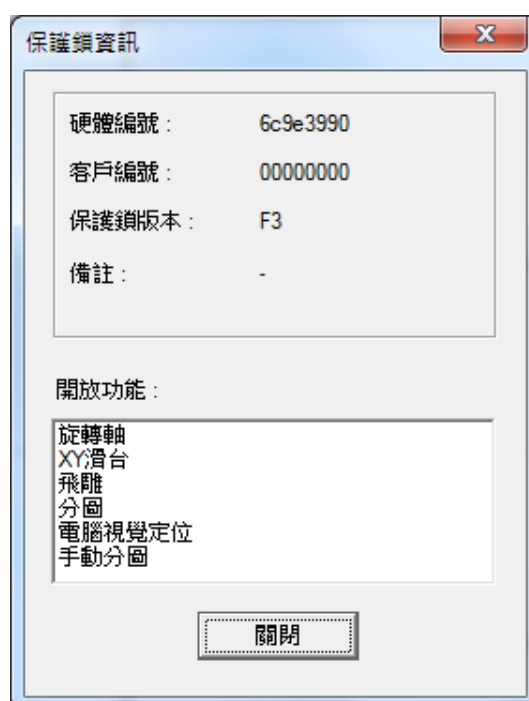 保護鎖資訊
硬體編號 : 6c9e3990
客戶編號 : 00000000
保護鎖版本 : F3
備註 : -
開放功能 :
旋轉軸
XY滑台
飛雕
分圖
電腦視覺定位
手動分圖
關閉